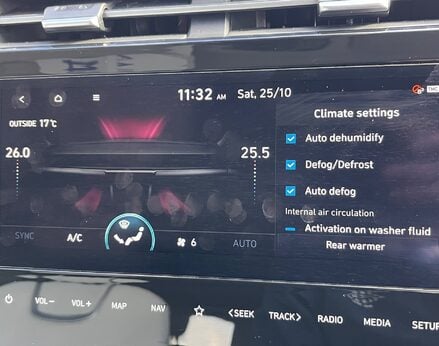 11:32 AM Sat, 25/10
OUTSIDE 17°C
26.0
25.5
SYNC A/C 6 AUTO
Climate settings
Auto dehumidify
Defog/Defrost
Auto defog
Internal air circulation
Activation on washer fluid
Rear warmer
VOL– VOL+ MAP NAV <SEEK TRACK> RADIO MEDIA SETUP